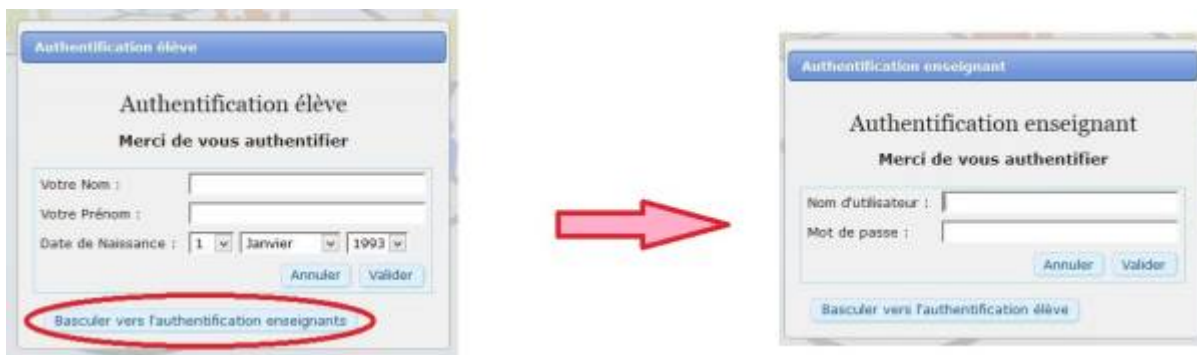 Authentification élève
Authentification élève
Merci de vous authentifier
Votre Nom :
Votre Prénom :
Date de Naissance : 1 Janvier 1993
Annuler Valider
Basculer vers l'authentification enseignants
Authentification enseignant
Authentification enseignant
Merci de vous authentifier
Nom d'utilisateur :
Mot de passe :
Annuler Valider
Basculer vers l'authentification élève